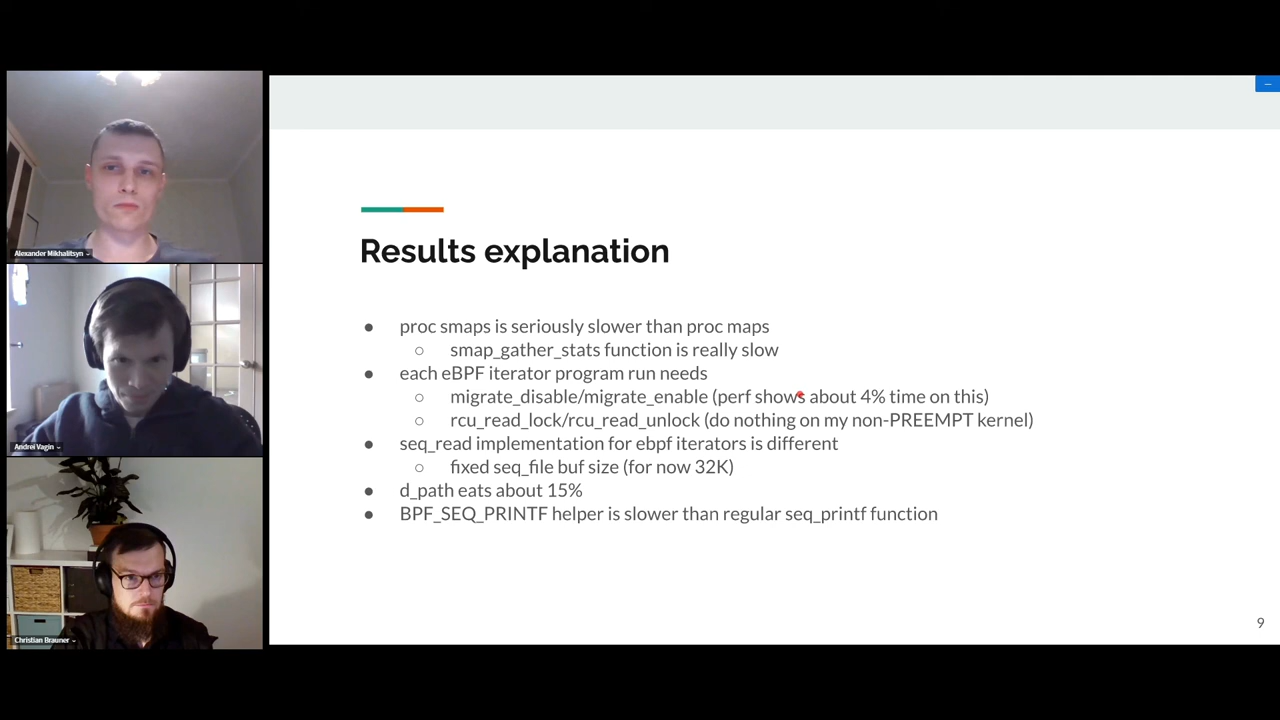 Alexander Mikhalitsyn
Andrei Vagin
Christian Brauner
Results explanation
● proc smaps is seriously slower than proc maps
○ smap_gather_stats function is really slow
● each eBPF iterator program run needs
○ migrate_disable/migrate_enable (perf shows about 4% time on this)
○ rcu_read_lock/rcu_read_unlock (do nothing on my non-PREEMPT kernel)
● seq_read implementation for ebpf iterators is different
○ fixed seq_file buf size (for now 32K)
● d_path eats about 15%
● BPF_SEQ_PRINTF helper is slower than regular seq_printf function
9